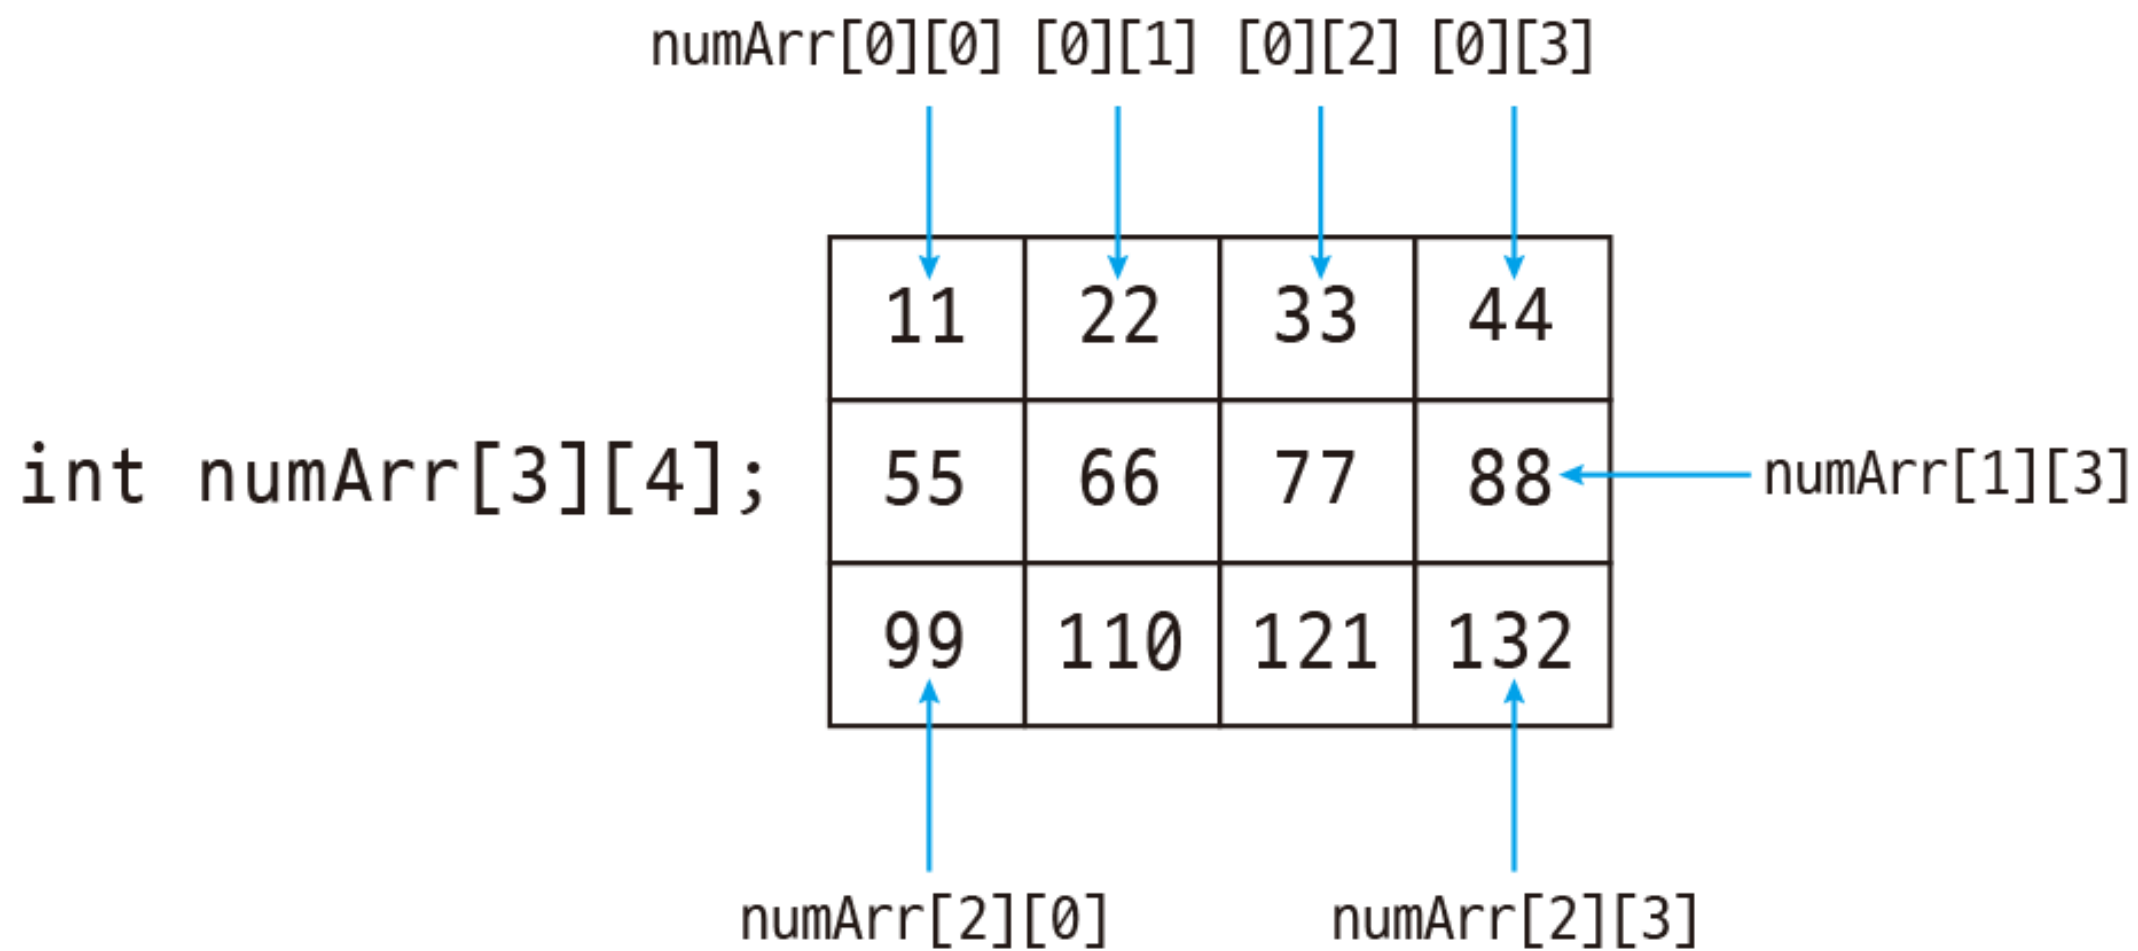 numArr[0][0] [0][1] [0][2] [0][3]
11 22 33 44
int numArr[3][4];
55 66 77 88
numArr[1][3]
99 110 121 132
numArr[2][0]
numArr[2][3]